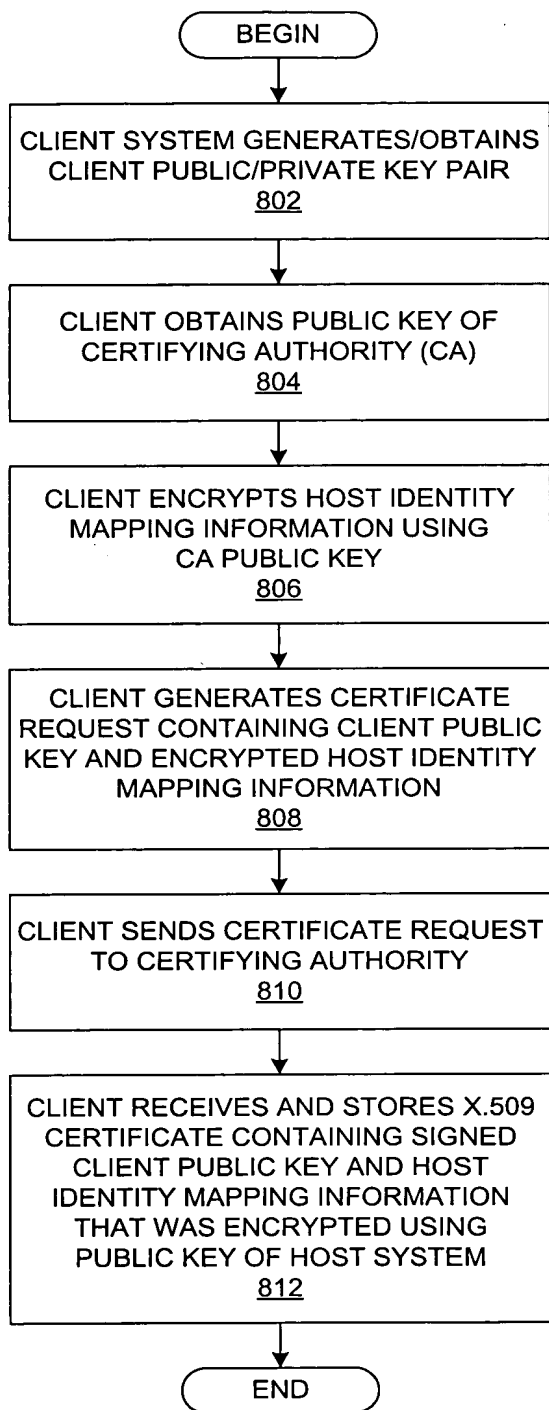 BEGIN
CLIENT SYSTEM GENERATES/OBTAINS
CLIENT PUBLIC/PRIVATE KEY PAIR
802
CLIENT OBTAINS PUBLIC KEY OF
CERTIFYING AUTHORITY (CA)
804
CLIENT ENCRYPTS HOST IDENTITY
MAPPING INFORMATION USING
CA PUBLIC KEY
806
CLIENT GENERATES CERTIFICATE
REQUEST CONTAINING CLIENT PUBLIC
KEY AND ENCRYPTED HOST IDENTITY
MAPPING INFORMATION
808
CLIENT SENDS CERTIFICATE REQUEST
TO CERTIFYING AUTHORITY
810
CLIENT RECEIVES AND STORES X.509
CERTIFICATE CONTAINING SIGNED
CLIENT PUBLIC KEY AND HOST
IDENTITY MAPPING INFORMATION
THAT WAS ENCRYPTED USING
PUBLIC KEY OF HOST SYSTEM
812
END